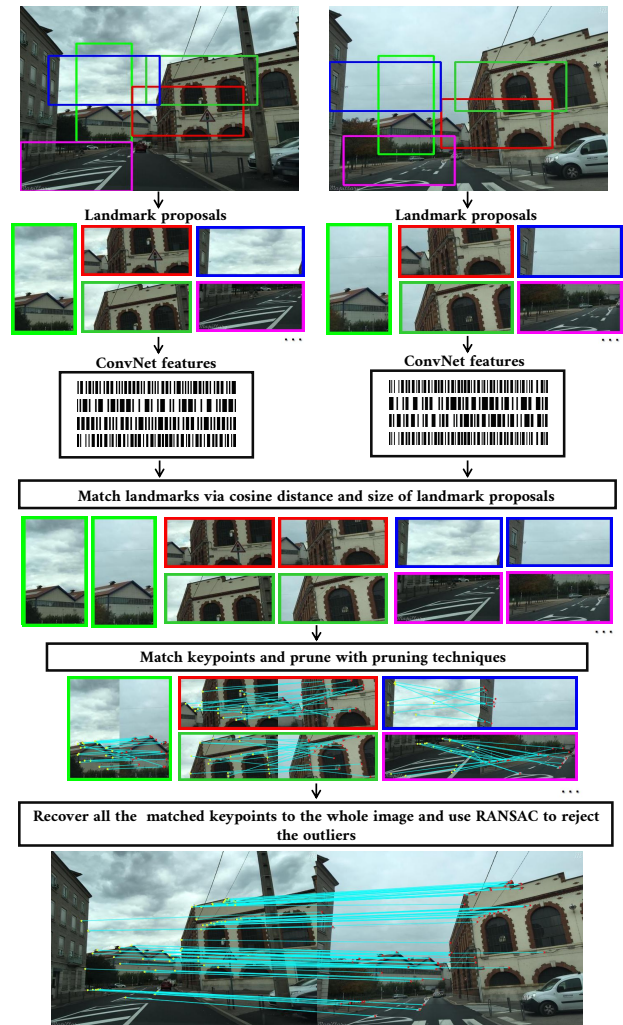 Landmark proposals
Landmark proposals
...
...
ConvNet features
ConvNet features
Match landmarks via cosine distance and size of landmark proposals
...
Match keypoints and prune with pruning techniques
...
Recover all the matched keypoints to the whole image and use RANSAC to reject
the outliers